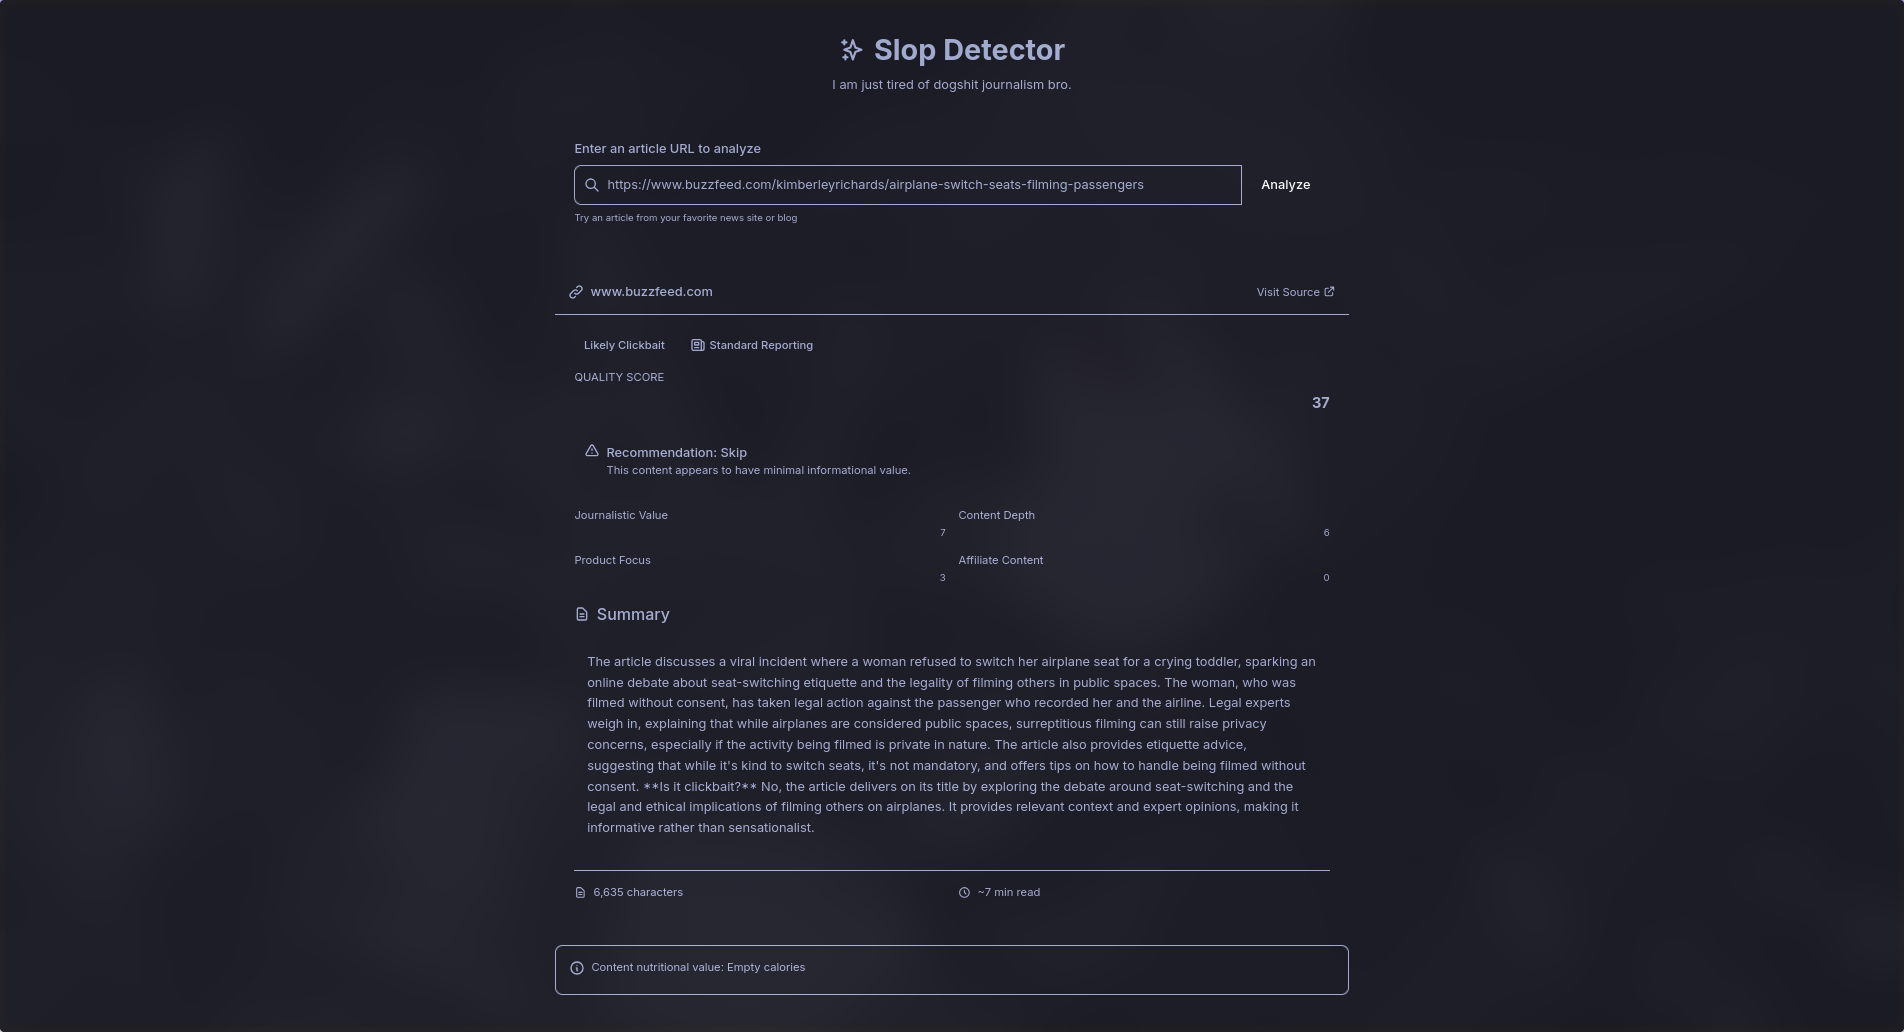 Slop Detector
I am just tired of dogshit journalism bro.
Enter an article URL to analyze
https://www.buzzfeed.com/kimberleyrichards/airplane-switch-seats-filming-passengers
Analyze
Try an article from your favorite news site or blog
www.buzzfeed.com
Visit Source
Likely Clickbait
Standard Reporting
QUALITY SCORE
37
Recommendation: Skip
This content appears to have minimal informational value.
Journalistic Value
7
Content Depth
6
Product Focus
3
Affiliate Content
0
Summary
The article discusses a viral incident where a woman refused to switch her airplane seat for a crying toddler, sparking an
online debate about seat-switching etiquette and the legality of filming others in public spaces. The woman, who was
filmed without consent, has taken legal action against the passenger who recorded her and the airline. Legal experts
weigh in, explaining that while airplanes are considered public spaces, surreptitious filming can still raise privacy
concerns, especially if the activity being filmed is private in nature. The article also provides etiquette advice,
suggesting that while it's kind to switch seats, it's not mandatory, and offers tips on how to handle being filmed without
consent. **Is it clickbait?** No, the article delivers on its title by exploring the debate around seat-switching and the
legal and ethical implications of filming others on airplanes. It provides relevant context and expert opinions, making it
informative rather than sensationalist.
6,635 characters
~7 min read
Content nutritional value: Empty calories